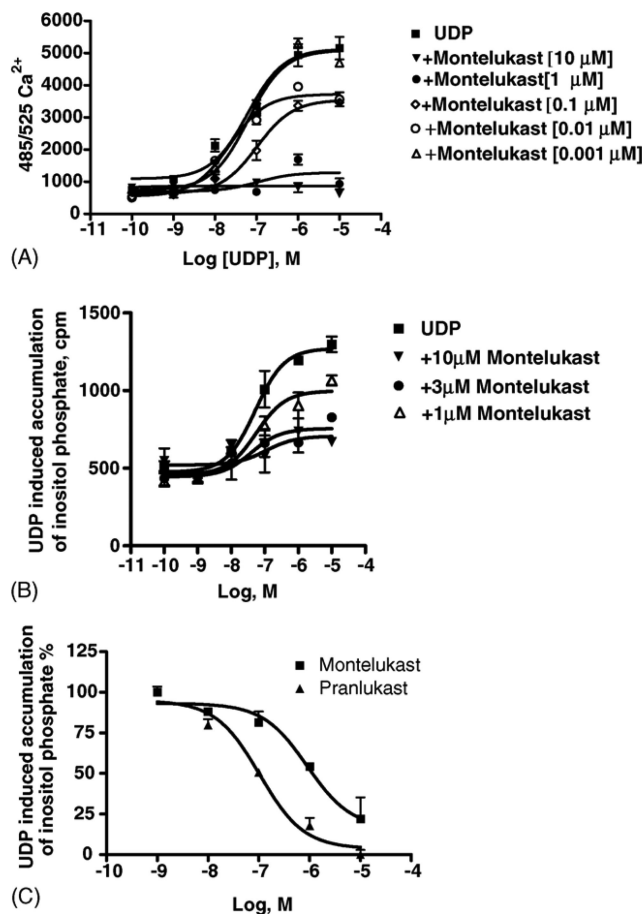 6000
5000
4000
3000
2000
1000
0
485/525 Ca2+
-11 -10 -9 -8 -7 -6 -5 -4
Log [UDP], M
UDP
+Montelukast [10 μM]
+Montelukast[1 μM]
+Montelukast [0.1 μM]
+Montelukast [0.01 μM]
+Montelukast [0.001 μM]
(A)
1500
1000
500
0
UDP induced accumulation
of inositol phosphate, cpm
-11 -10 -9 -8 -7 -6 -5 -4
Log, M
UDP
+10μM Montelukast
+3μM Montelukast
+1μM Montelukast
(B)
125
100
75
50
25
0
UDP induced accumulation
of inositol phosphate %
-10 -9 -8 -7 -6 -5 -4
Log, M
Montelukast
Pranlukast
(C)